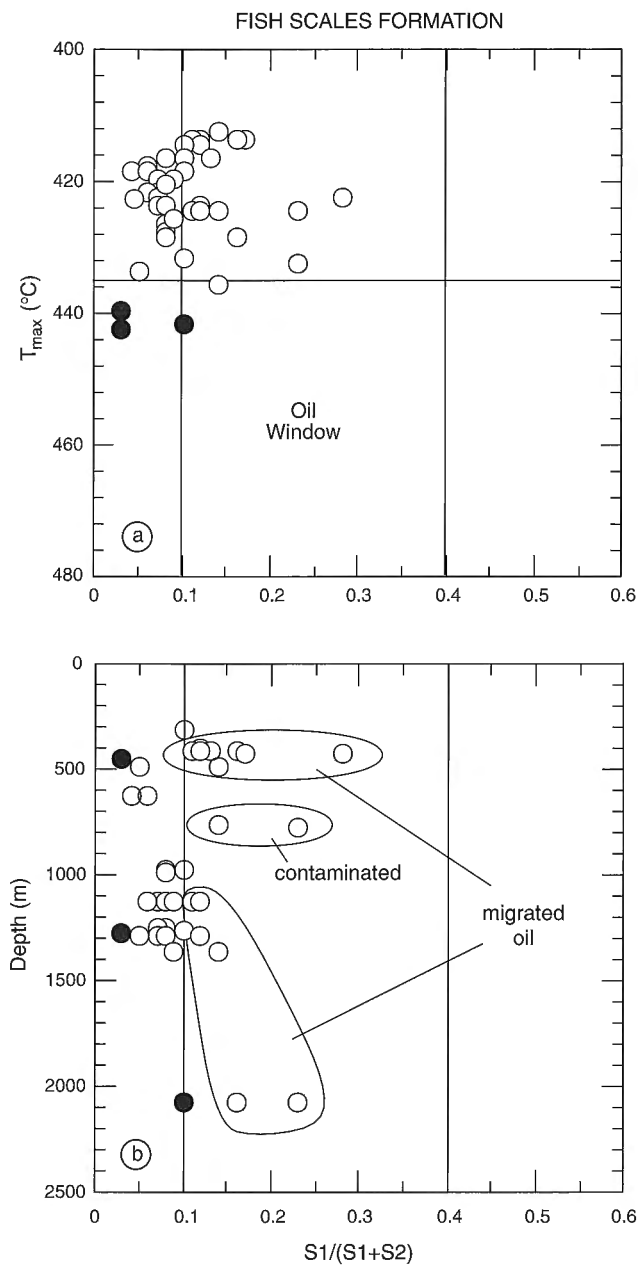 FISH SCALES FORMATION
400
420
440
460
480
Tmax (°C)
Oil
Window
a
0 0.1 0.2 0.3 0.4 0.5 0.6
0
500
1000
1500
2000
2500
Depth (m)
contaminated
migrated
oil
b
0 0.1 0.2 0.3 0.4 0.5 0.6
S1/(S1+S2)